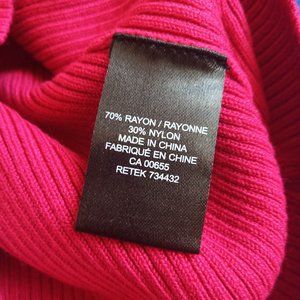 70% RAYON / RAYONNE
30% NYLON
MADE IN CHINA
FABRIQUÉ EN CHINE
CA 00655
RETEK 734432